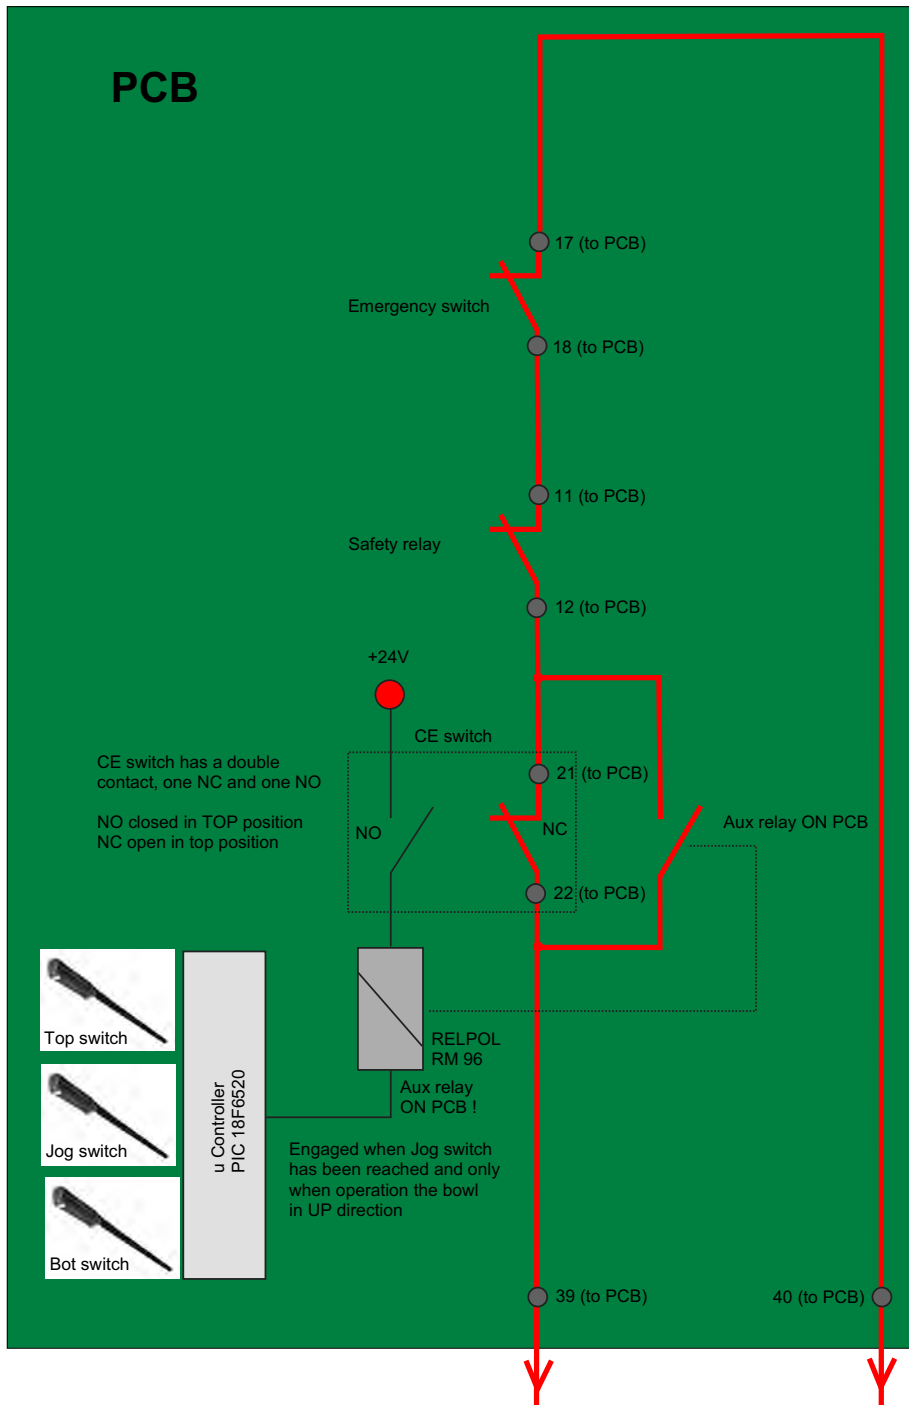 PCB
17 (to PCB)
Emergency switch
18 (to PCB)
11 (to PCB)
Safety relay
12 (to PCB)
+24V
CE switch
CE switch has a double
contact, one NC and one NO
21 (to PCB)
NO closed in TOP position
NC open in top position
NO
NC
Aux relay ON PCB
22 (to PCB)
Top switch
Jog switch
Bot switch
u Controller
PIC 18F6520
RELPOL
RM 96
Aux relay
ON PCB !
Engaged when Jog switch
has been reached and only
when operation the bowl
in UP direction
39 (to PCB)
40 (to PCB)